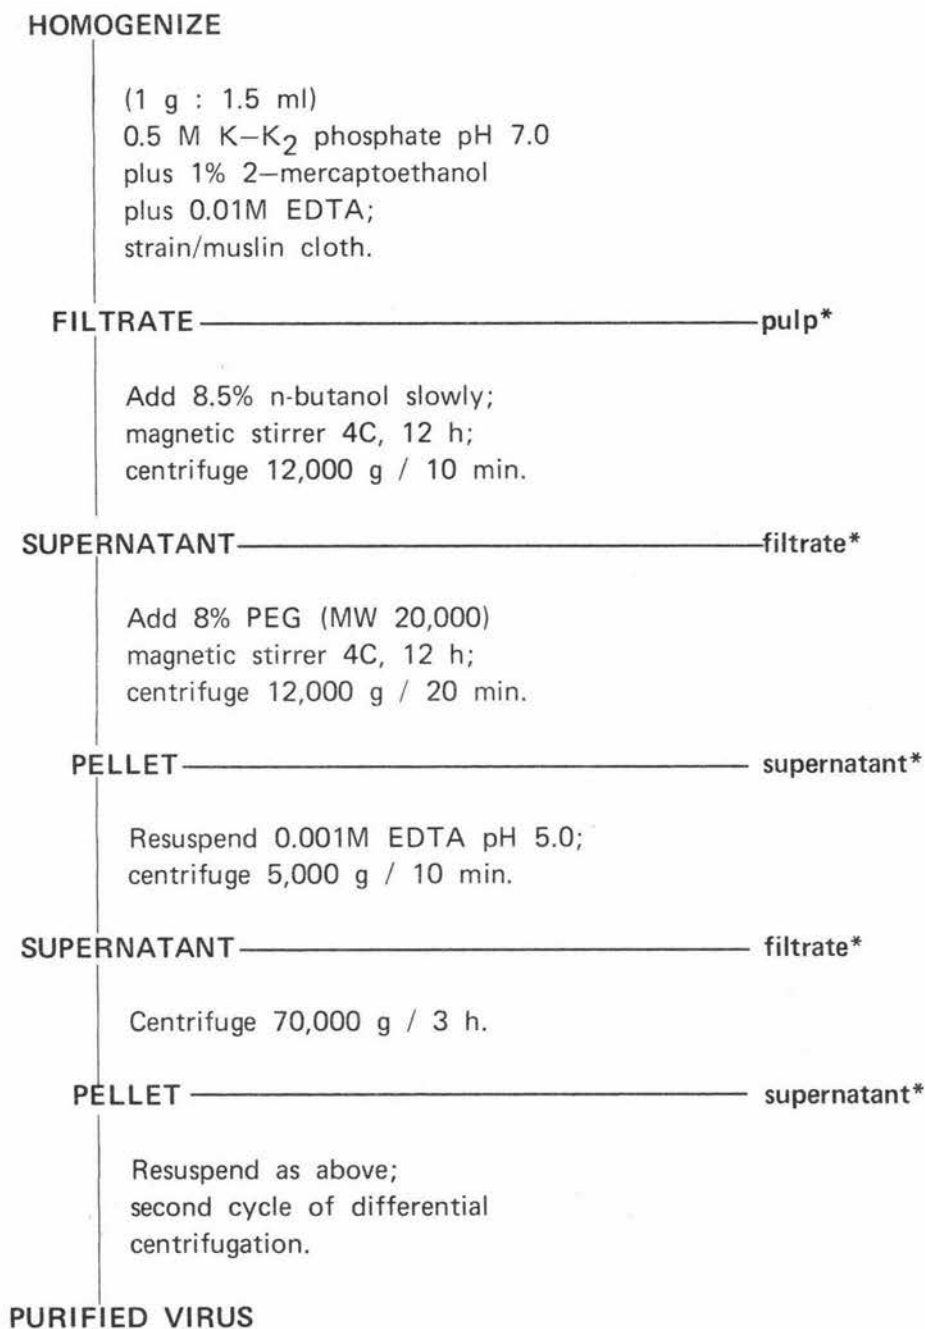 HOMOGENIZE
(1 g : 1.5 ml)
0.5 M K–K2 phosphate pH 7.0
plus 1% 2–mercaptoethanol
plus 0.01M EDTA;
strain/muslin cloth.
FILTRATE pulp*
Add 8.5% n-butanol slowly;
magnetic stirrer 4C, 12 h;
centrifuge 12,000 g / 10 min.
SUPERNATANT filtrate*
Add 8% PEG (MW 20,000)
magnetic stirrer 4C, 12 h;
centrifuge 12,000 g / 20 min.
PELLET supernatant*
Resuspend 0.001M EDTA pH 5.0;
centrifuge 5,000 g / 10 min.
SUPERNATANT filtrate*
Centrifuge 70,000 g / 3 h.
PELLET supernatant*
Resuspend as above;
second cycle of differential
centrifugation.
PURIFIED VIRUS